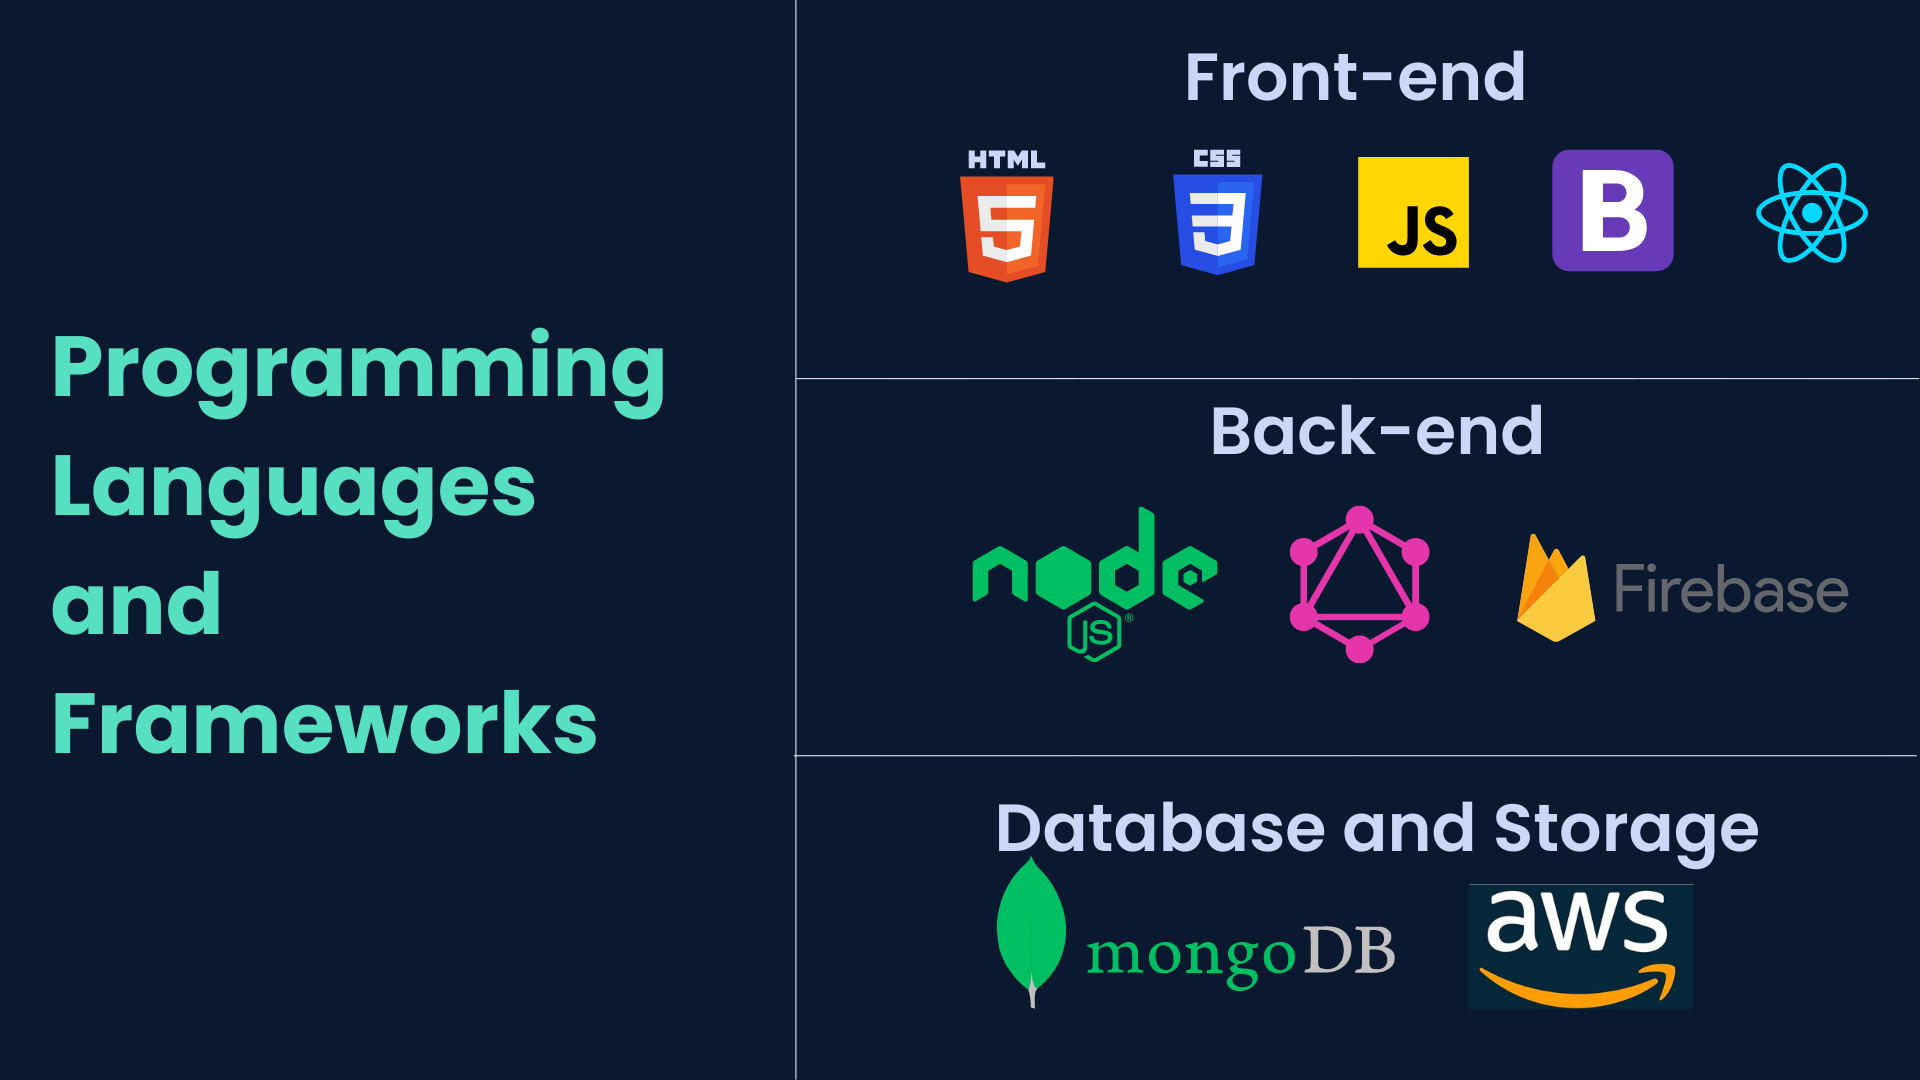 Programming
Languages
and
Frameworks
Front-end
HTML
5
CSS
3
JS
B
Back-end
node
JS
®
Firebase
Database and Storage
mongoDB
aws